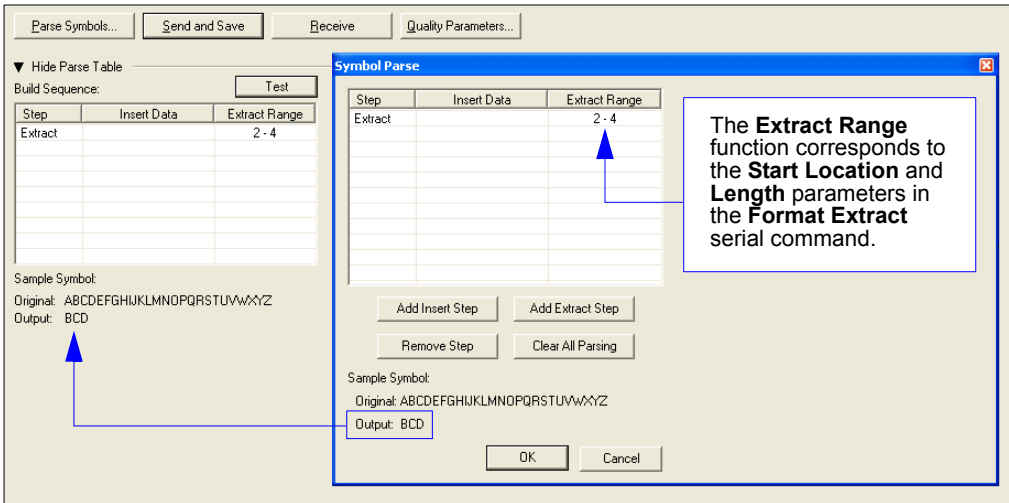 Parse Symbols...
Send and Save
Receive
Quality Parameters...
▼ Hide Parse Table
Build Sequence:
Test
Step Insert Data Extract Range
Extract 2 - 4
Sample Symbol:
Original: ABCDEFGHIJKLMNOPQRSTUVWXYZ
Output: BCD
Symbol Parse
Step Insert Data Extract Range
Extract 2 - 4
Add Insert Step
Add Extract Step
Remove Step
Clear All Parsing
Sample Symbol:
Original: ABCDEFGHIJKLMNOPQRSTUVWXYZ
Output: BCD
OK
Cancel
The Extract Range
function corresponds to
the Start Location and
Length parameters in
the Format Extract
serial command.